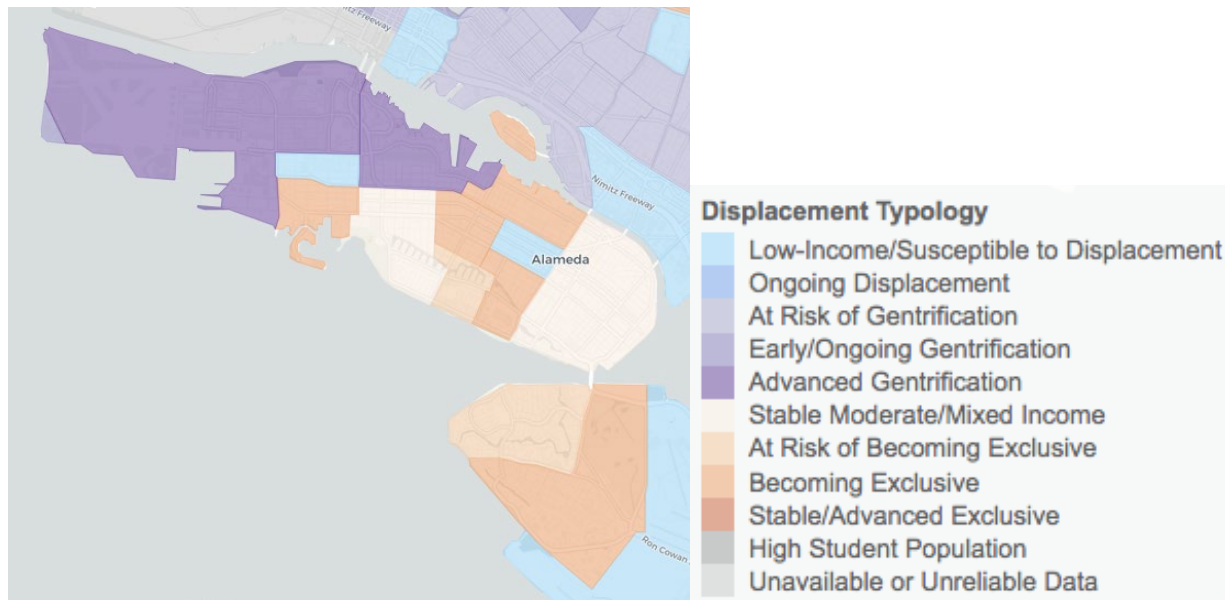 Nimitz Freeway
Nimitz Freeway
Alameda
Ron Cowan
Displacement Typology
Low-Income/Susceptible to Displacement
Ongoing Displacement
At Risk of Gentrification
Early/Ongoing Gentrification
Advanced Gentrification
Stable Moderate/Mixed Income
At Risk of Becoming Exclusive
Becoming Exclusive
Stable/Advanced Exclusive
High Student Population
Unavailable or Unreliable Data